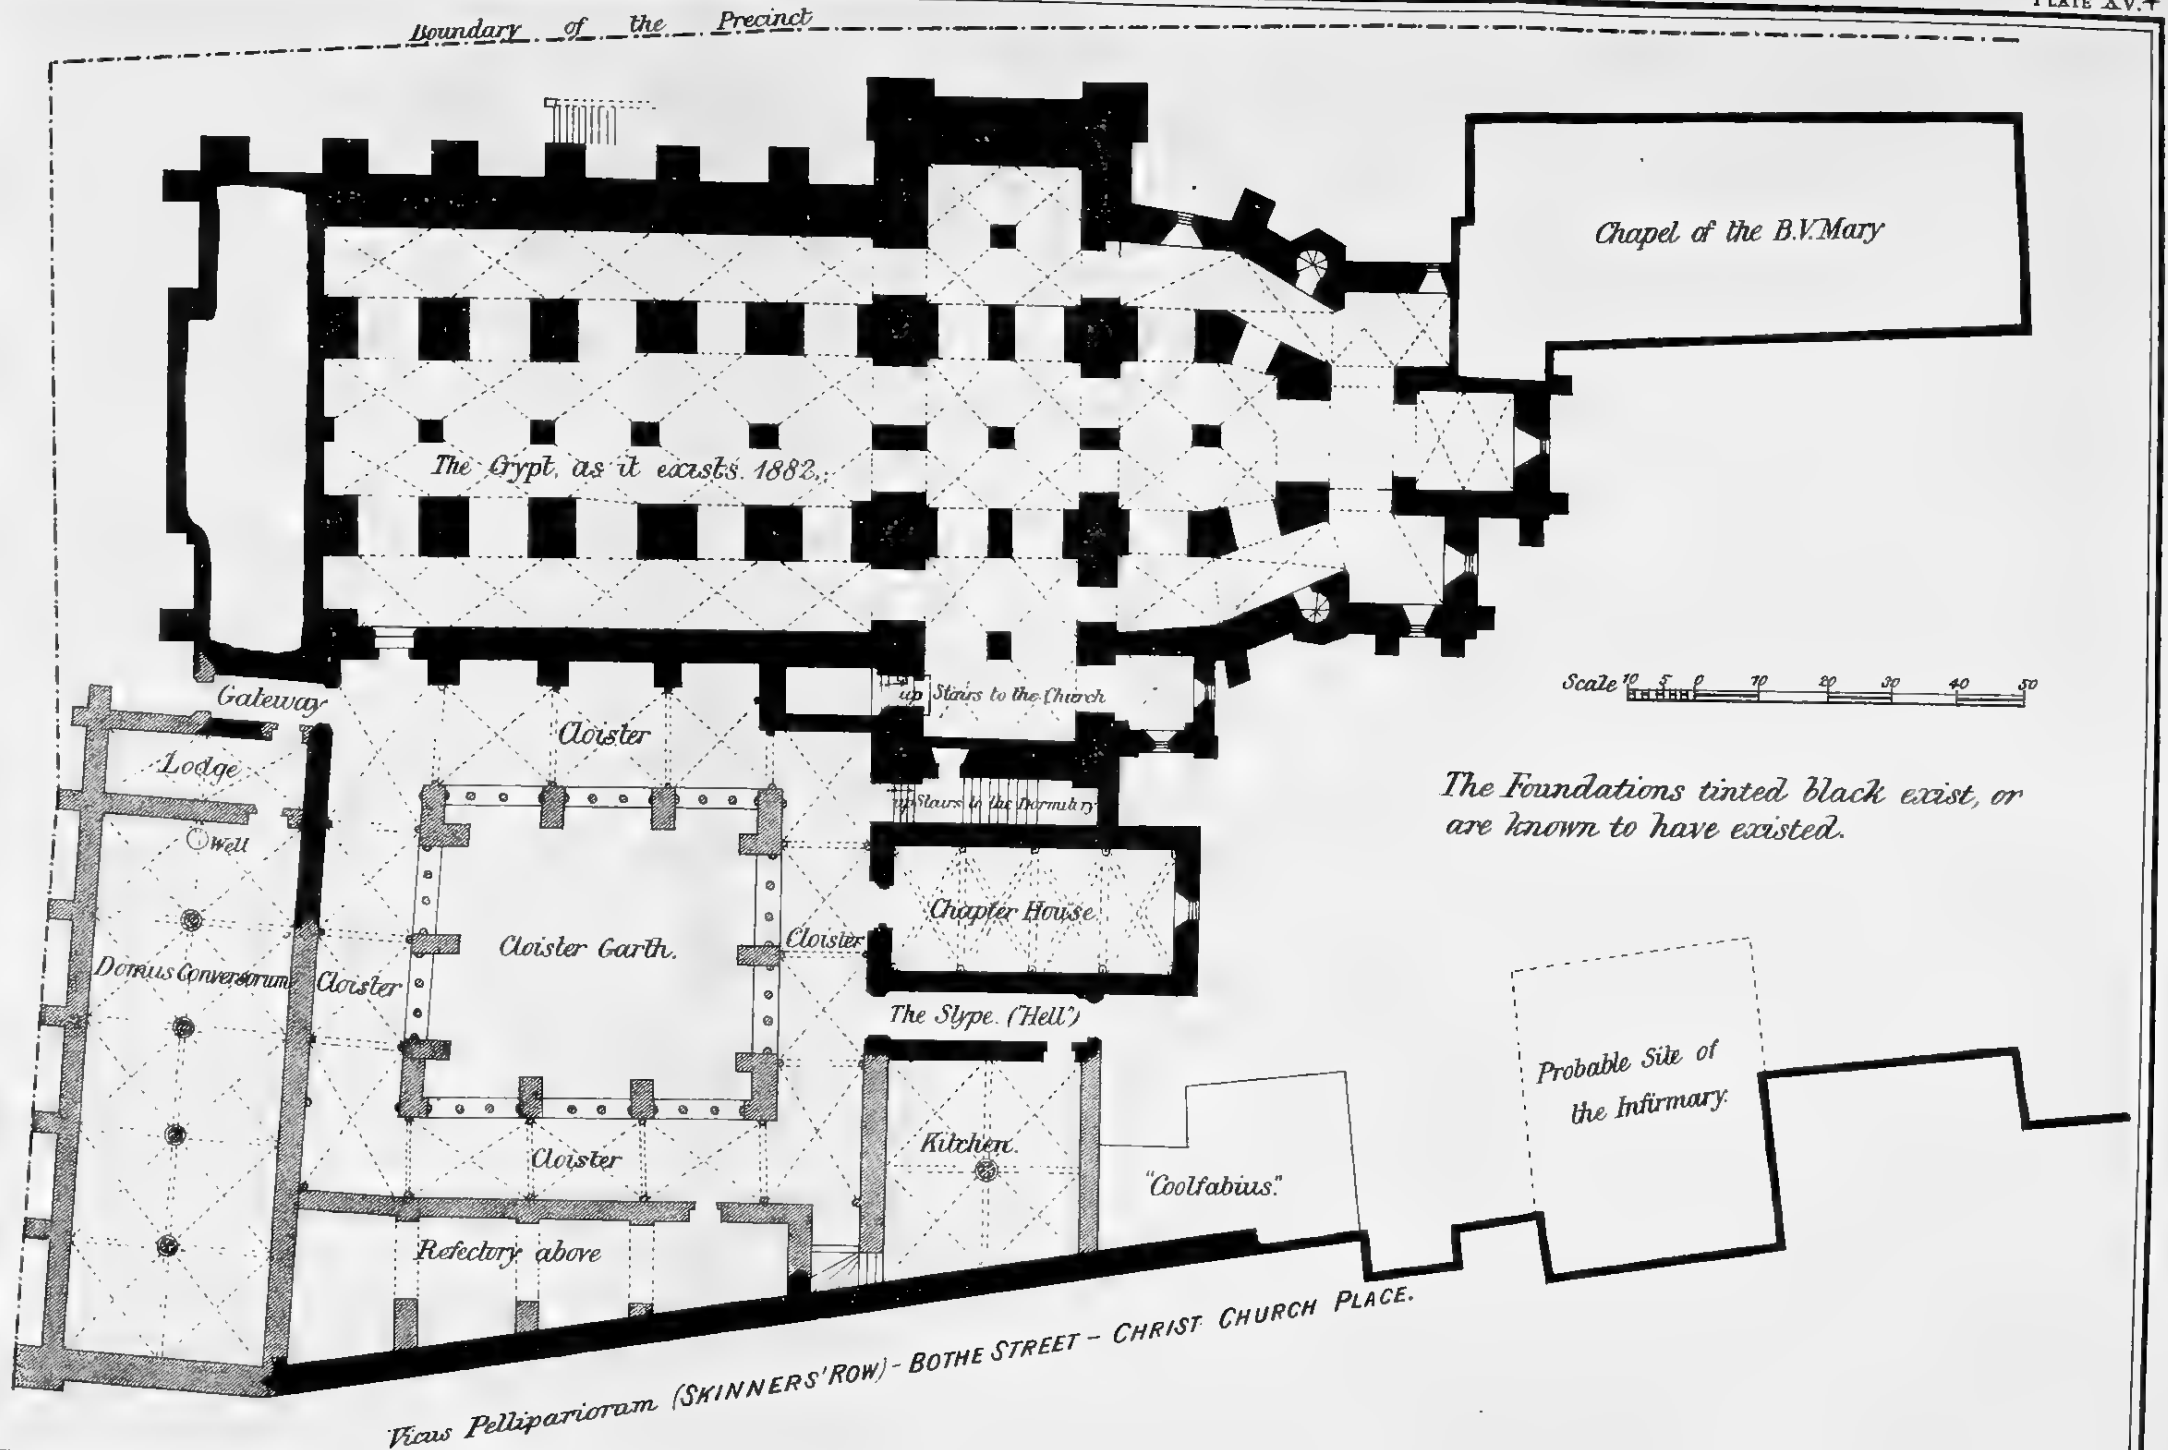 PLATE XV.
Boundary of the Precinct
Chapel of the B.V. Mary
The Crypt, as it exists. 1882.
Gateway
up Stairs to the Church
Scale 10 5 0 10 20 30 40 50
Cloister
Lodge
The Foundations tinted black exist, or
are known to have existed.
up Stairs to the Dormitory
Well
Chapter House
Cloister Garth.
Cloister
Domus Conversorum
Cloister
The Slype. ("Hell")
Probable Site of
the Infirmary.
Kitchen.
Cloister
"Coolfabius."
Refectory above
Vicus Pellipariorum (SKINNERS' ROW) - BOTHE STREET - CHRIST CHURCH PLACE.